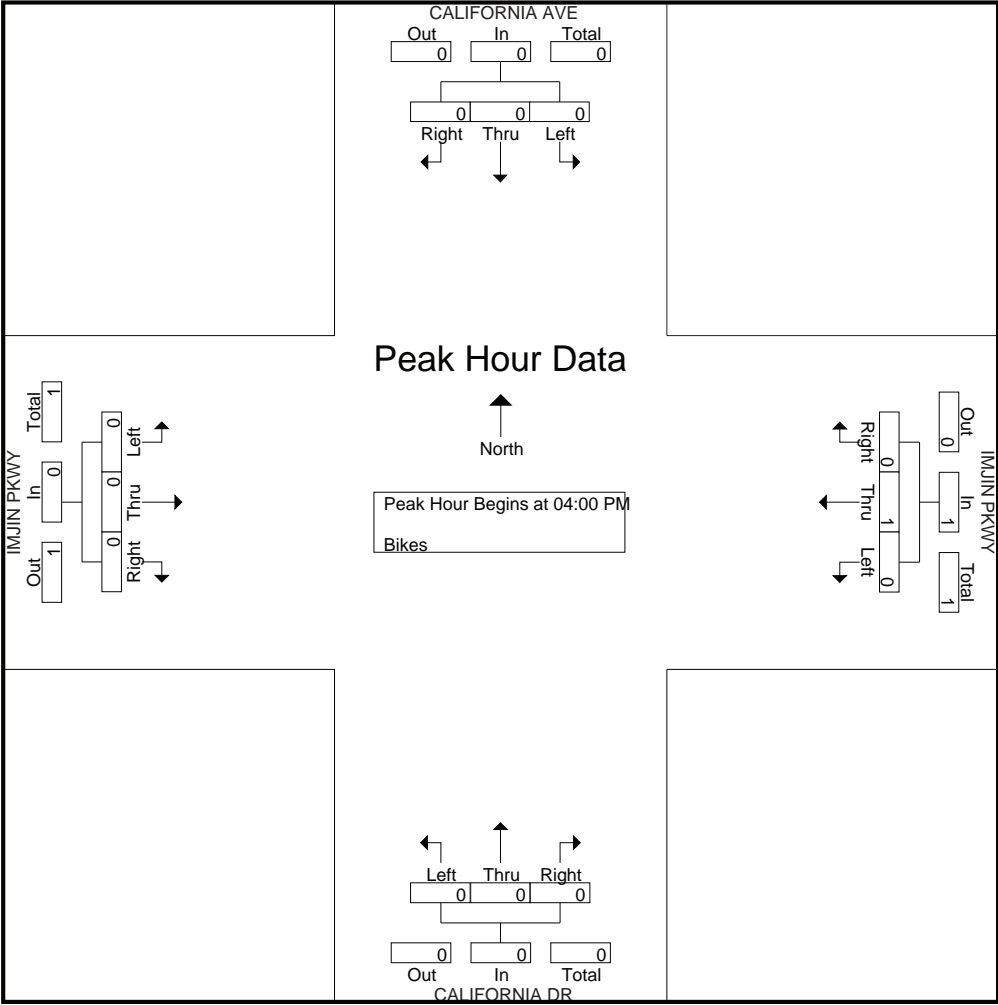 CALIFORNIA AVE
Out In Total
0 0 0
0 0 0
Right Thru Left
Peak Hour Data
North
Peak Hour Begins at 04:00 PM
Bikes
IMJIN PKWY
Total In Out
1 0 1
0 0 0
Left Thru Right
IMJIN PKWY
Out In Total
0 1 1
0 1 0
Right Thru Left
Left Thru Right
0 0 0
0 0 0
Out In Total
CALIFORNIA DR